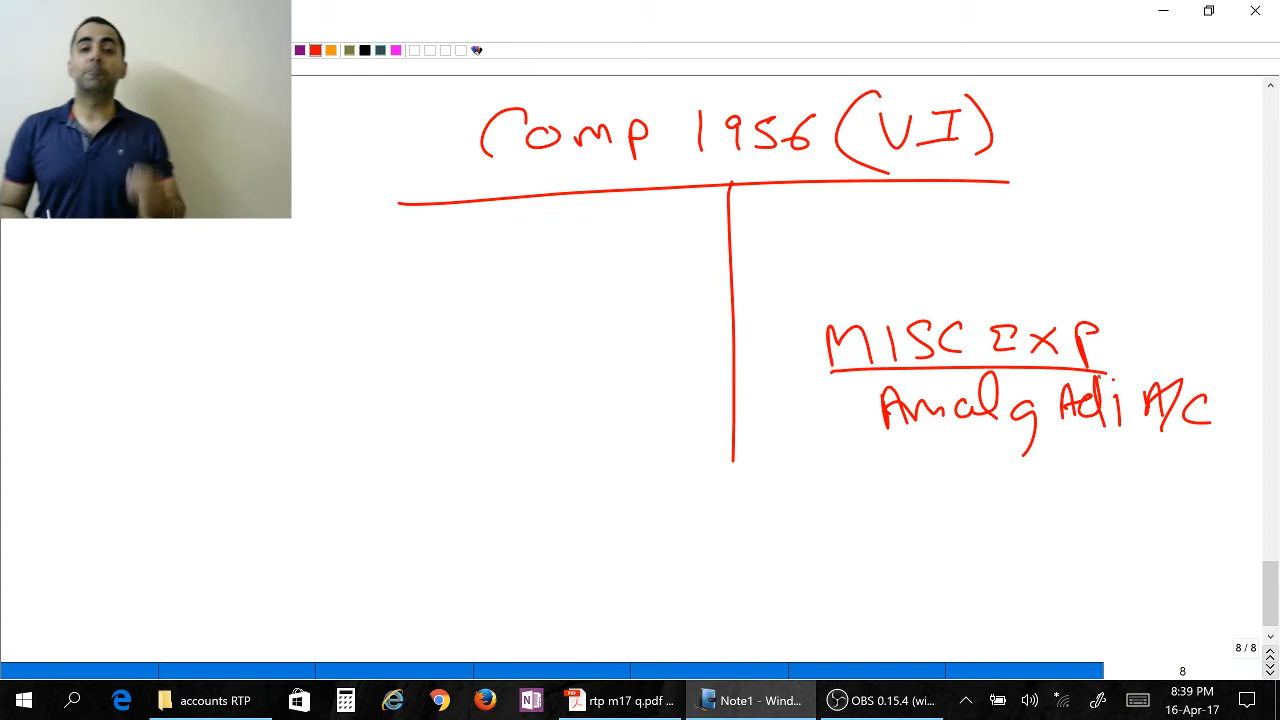 Comp 1956 (VI)
MISC EXP
Amalg Adj A/C
8 / 8
8
accounts RTP
rtp m17 q.pdf ...
Note1 - Wind...
OBS 0.15.4 (wi...
8:39 PM
16-Apr-17